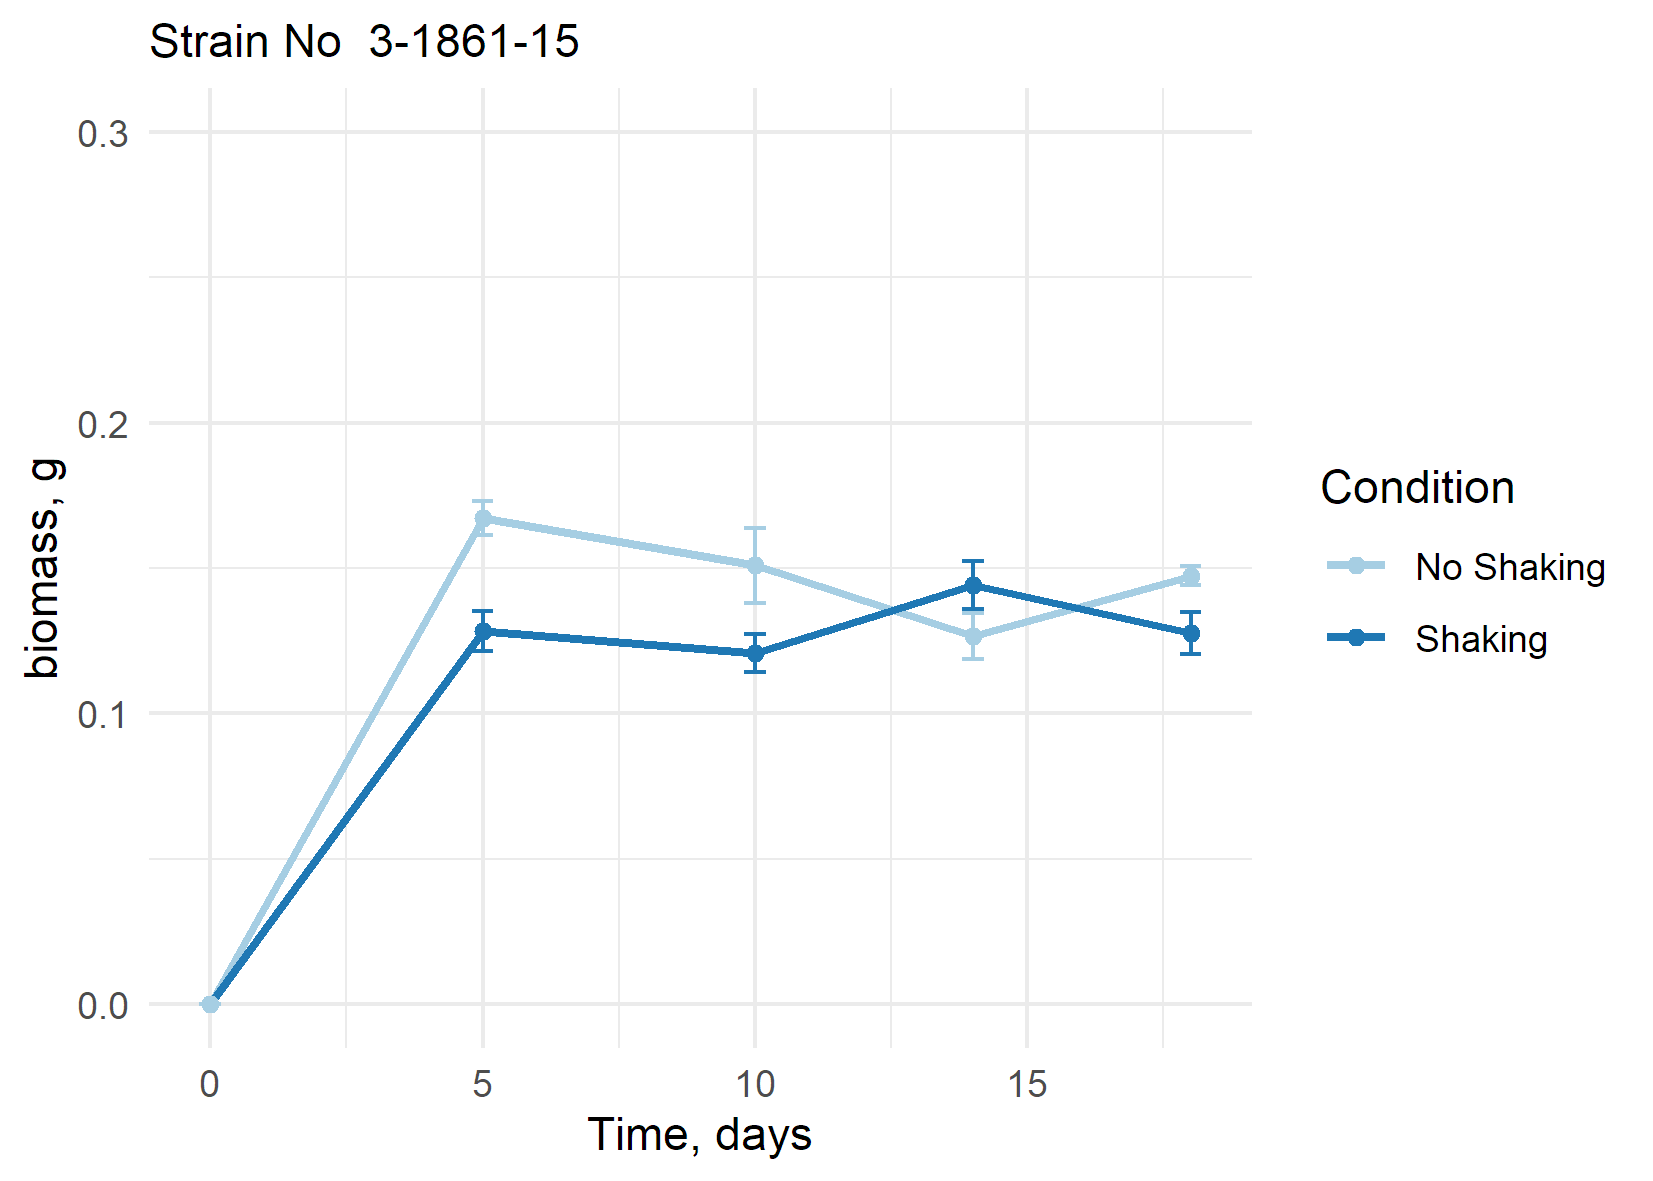 Strain No  3-1861-15
0.3
0.2
0.1
0.0
biomass, g
0 5 10 15
Time, days
Condition
No Shaking
Shaking